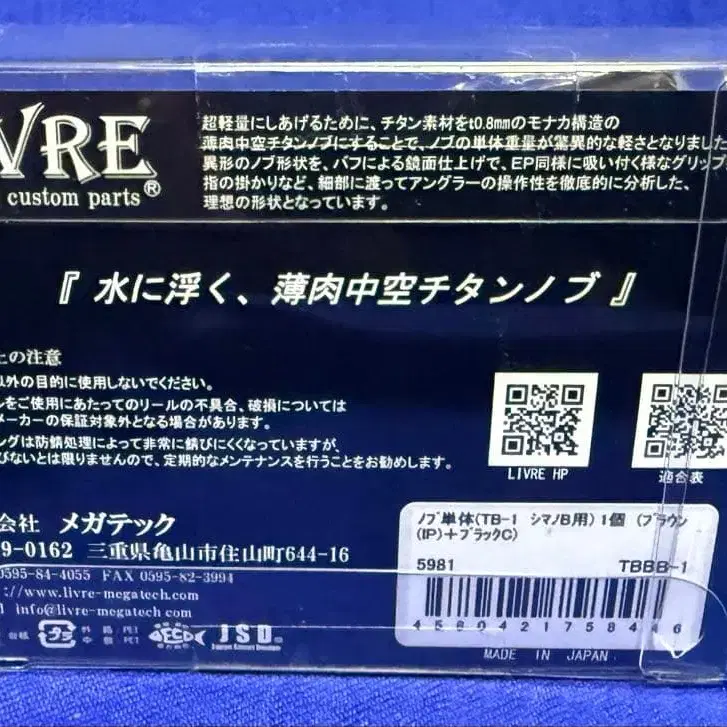 VRE
custom parts®
超軽量にしあげるために、チタン素材をt0.8mmのモナカ構造の
薄肉中空チタンノブにすることで、ノブの単体重量が驚異的な軽さとなりました
異形のノブ形状を、バフによる鏡面仕上げで、EP同様に吸い付く様なグリップ
指の掛かりなど、細部に渡ってアングラーの操作性を徹底的に分析した、
理想の形状となっています。
『 水に浮く、薄肉中空チタンノブ 』
上の注意
以外の目的に使用しないでください。
ルをご使用にあたってのリールの不具合、破損については
メーカーの保証対象外となる場合があります。
ングは防錆処理によって非常に錆びにくくなっていますが、
びないとは限りませんので、定期的なメンテナンスを行うことをお勧めします。
LIVRE HP
適合表
会社 メガテック
9-0162 三重県亀山市住山町644-16
0595-84-4055 FAX 0595-82-3994
://www.livre-megatech.com
info@livre-megatech.com
台紙 プラ 外箱 PET
中箱 PET
JSD
ノブ単体(TB-1 シマノB用) 1個 (ブラウン
(IP)+ブラックC)
5981 TBBB-1
4580421758446
MADE IN JAPAN